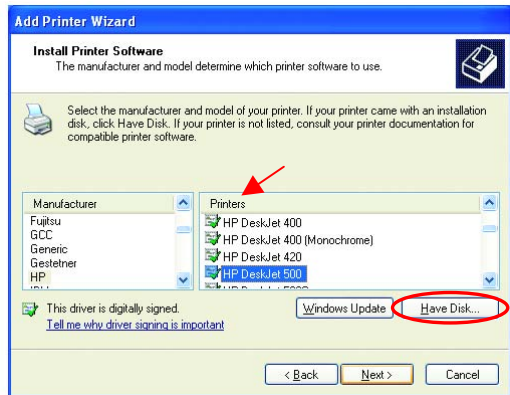 Add Printer Wizard
Install Printer Software
The manufacturer and model determine which printer software to use.
Select the manufacturer and model of your printer. If your printer came with an installation
disk, click Have Disk. If your printer is not listed, consult your printer documentation for
compatible printer software.
Manufacturer
Fujitsu
GCC
Generic
Gestetner
HP
Printers
HP DeskJet 400
HP DeskJet 400 (Monochrome)
HP DeskJet 420
HP DeskJet 500
This driver is digitally signed.
Tell me why driver signing is important
Windows Update
Have Disk...
< Back
Next >
Cancel